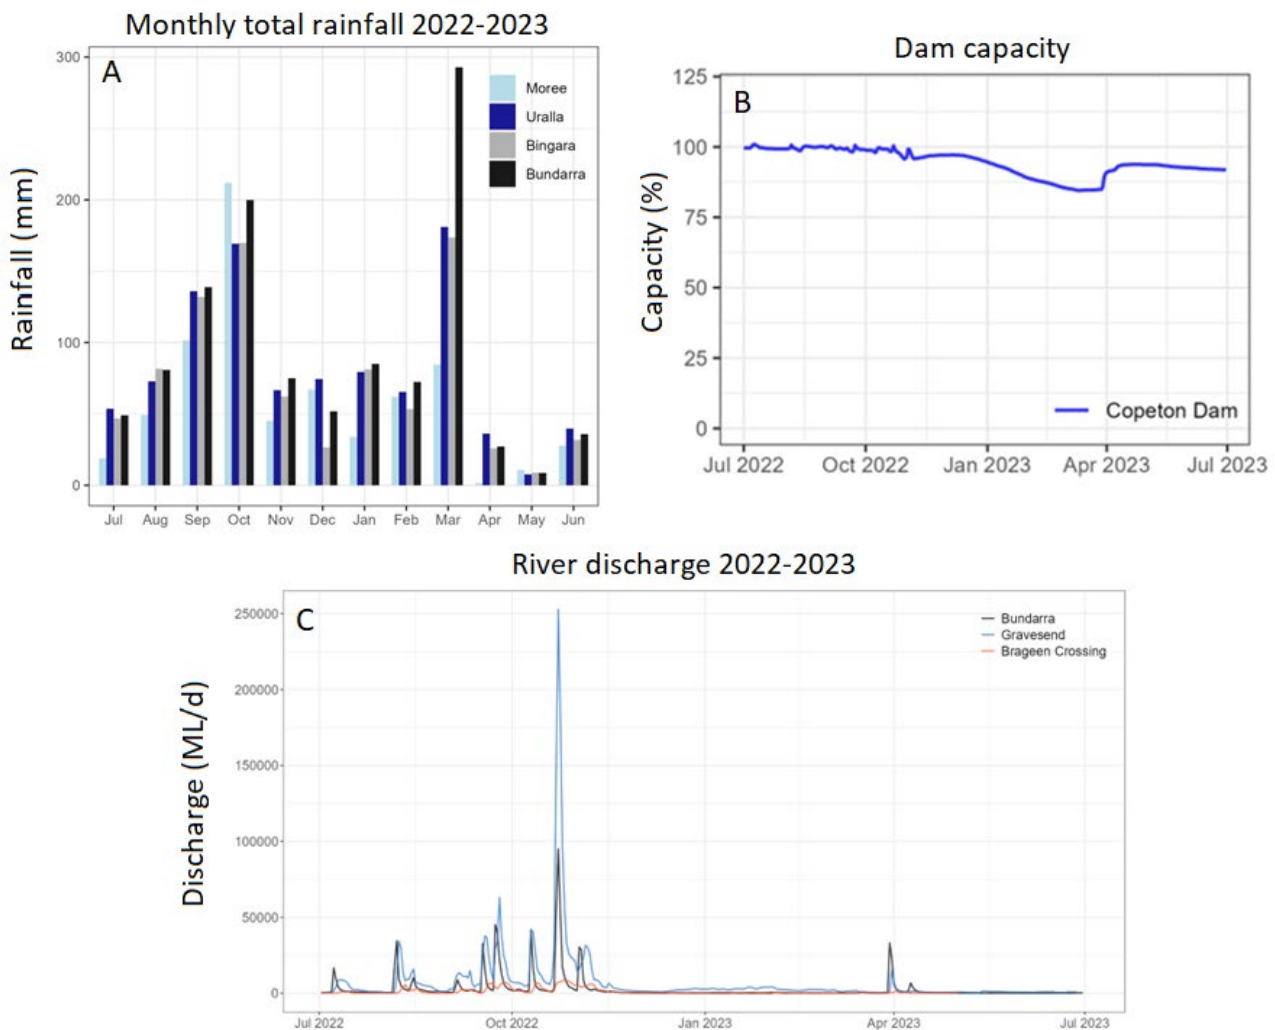 Monthly total rainfall 2022-2023
A
Rainfall (mm)
300
200
100
0
Moree
Uralla
Bingara
Bundarra
Jul Aug Sep Oct Nov Dec Jan Feb Mar Apr May Jun
Dam capacity
B
Capacity (%)
125
100
75
50
25
0
Copeton Dam
Jul 2022 Oct 2022 Jan 2023 Apr 2023 Jul 2023
River discharge 2022-2023
C
Discharge (ML/d)
250000
200000
150000
100000
50000
0
Bundarra
Gravesend
Brageen Crossing
Jul 2022 Oct 2022 Jan 2023 Apr 2023 Jul 2023